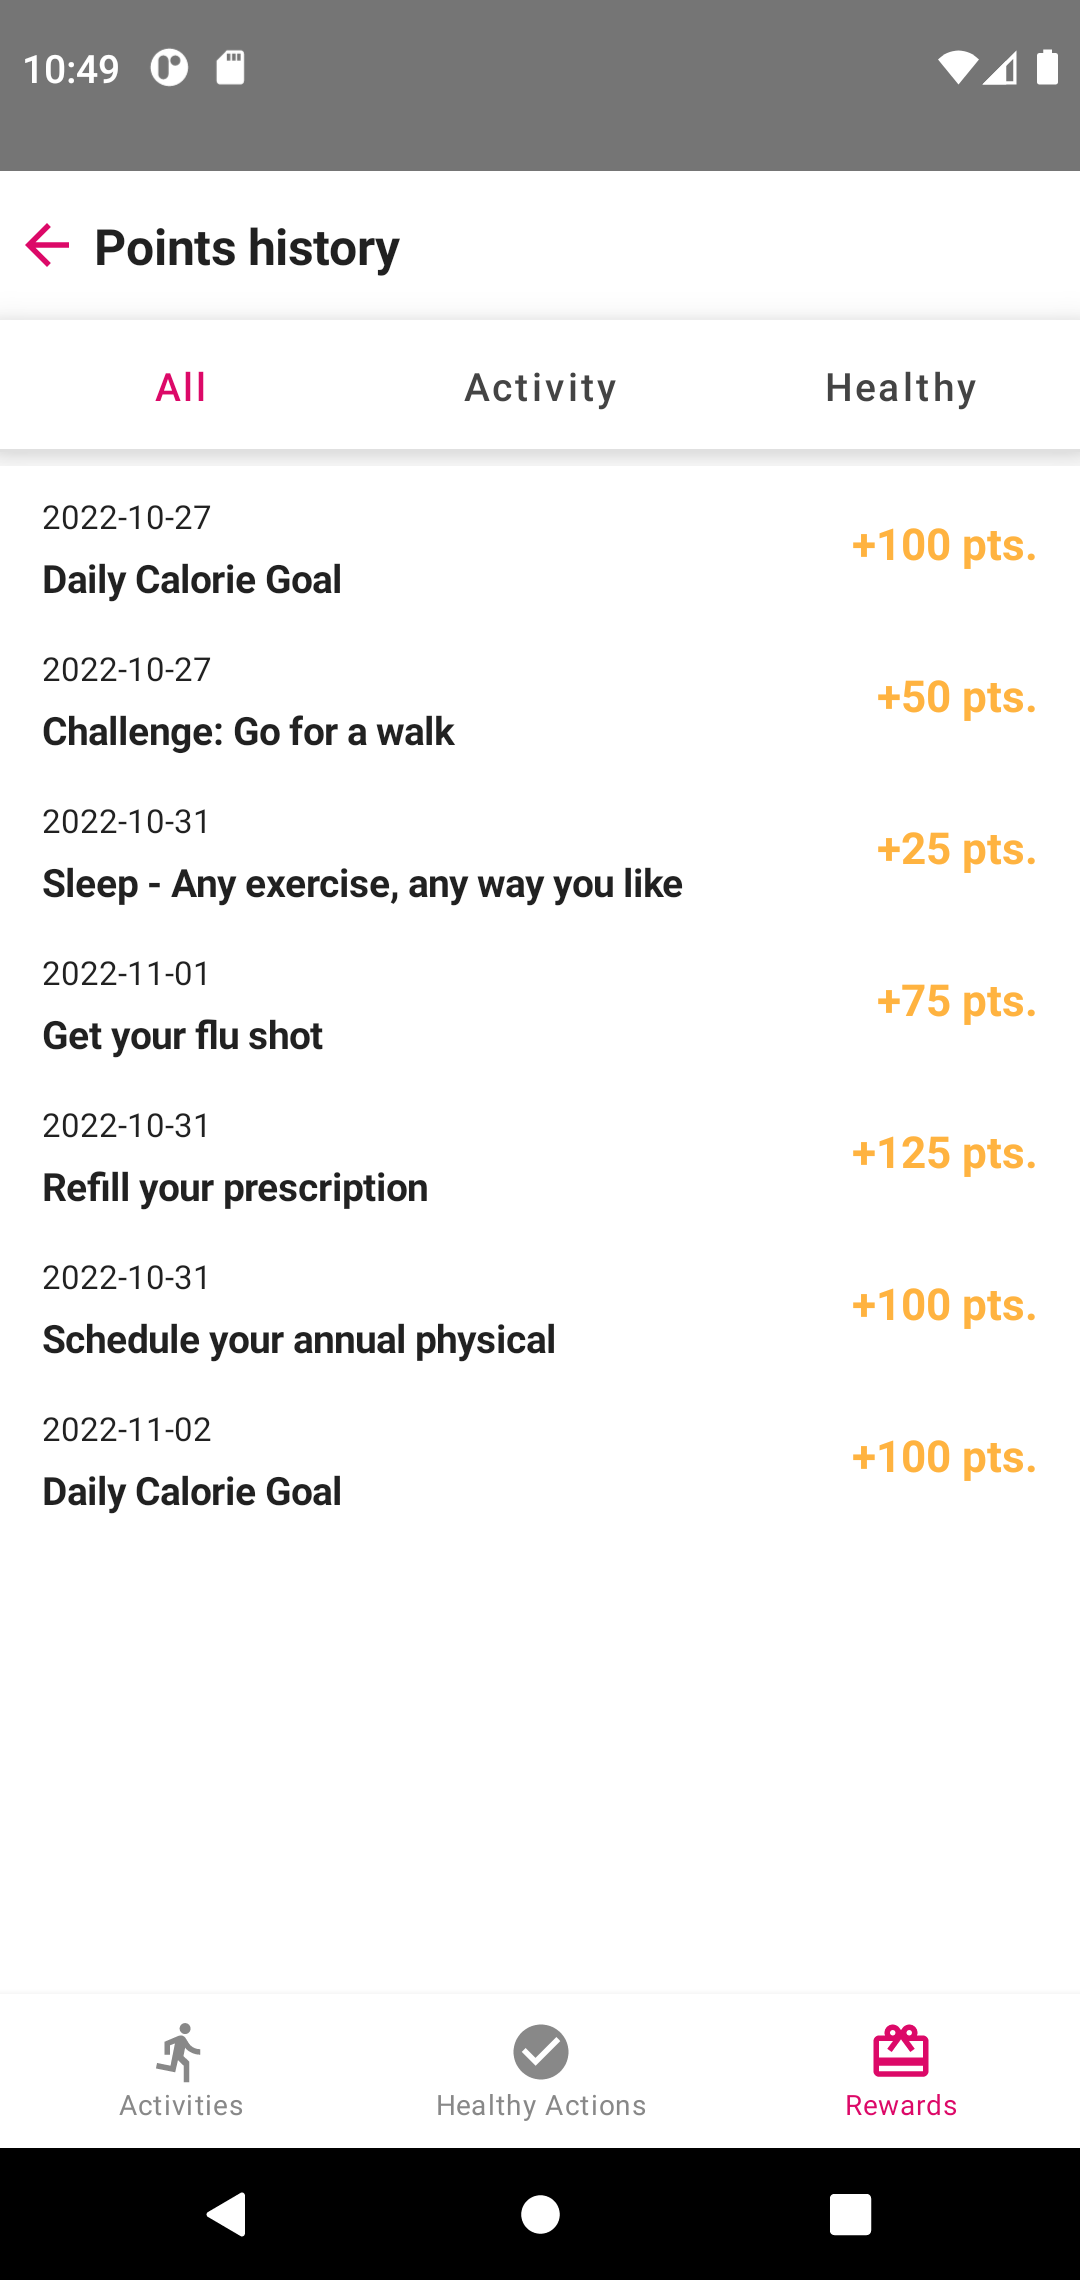 10:49
Points history
All Activity Healthy
2022-10-27
Daily Calorie Goal
+100 pts.
2022-10-27
Challenge: Go for a walk
+50 pts.
2022-10-31
Sleep - Any exercise, any way you like
+25 pts.
2022-11-01
Get your flu shot
+75 pts.
2022-10-31
Refill your prescription
+125 pts.
2022-10-31
Schedule your annual physical
+100 pts.
2022-11-02
Daily Calorie Goal
+100 pts.
Activities Healthy Actions Rewards